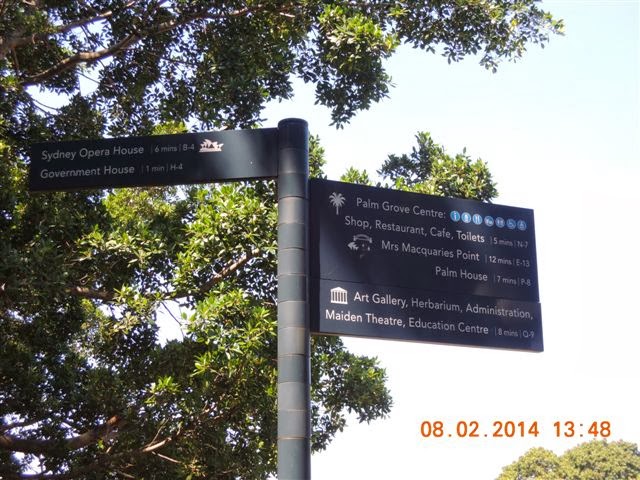 Sydney Opera House | 6 mins | B-4
Government House | 1 min | H-4
Palm Grove Centre:
Shop, Restaurant, Cafe, Toilets | 5 mins | N-7
Mrs Macquaries Point | 12 mins | E-13
Palm House | 7 mins | P-8
Art Gallery, Herbarium, Administration,
Maiden Theatre, Education Centre | 8 mins | Q-9
08.02.2014 13:48